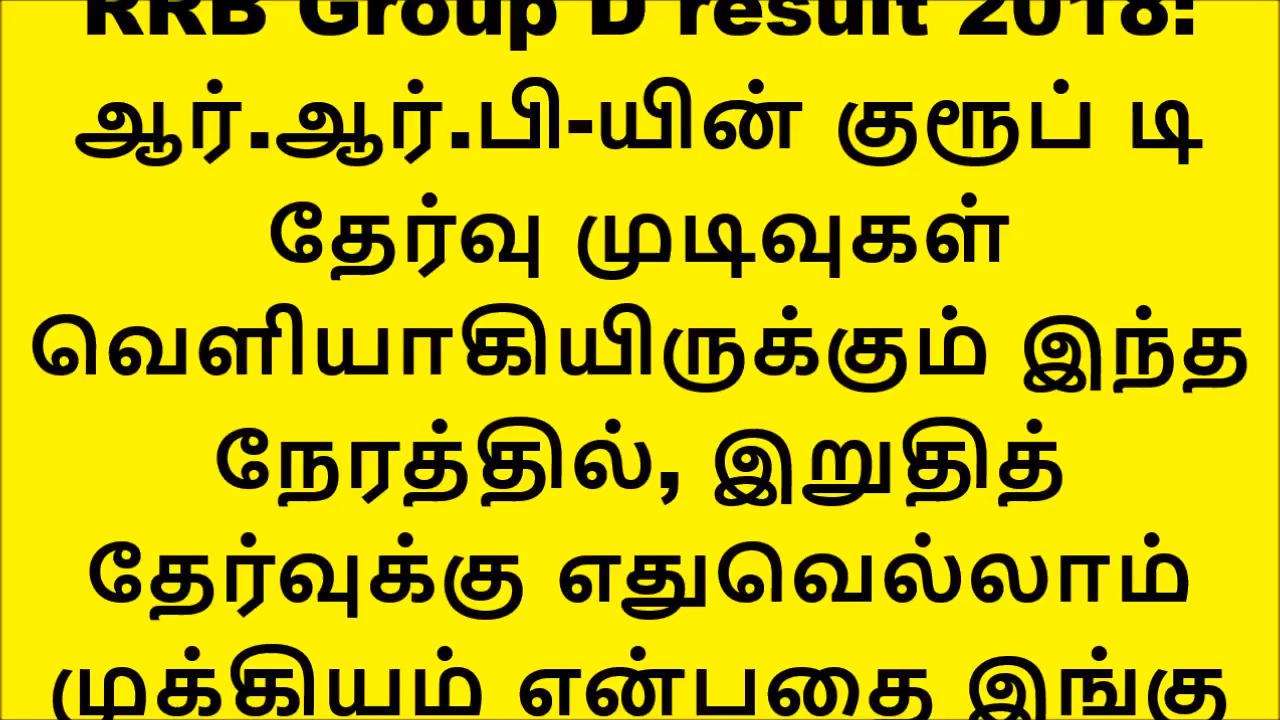 RRB Group D result 2018:
ஆர்.ஆர்.பி-யின் குரூப் டி
தேர்வு முடிவுகள்
வெளியாகியிருக்கும் இந்த
நேரத்தில், இறுதித்
தேர்வுக்கு எதுவெல்லாம்
முக்கியம் என்பதை இங்கு